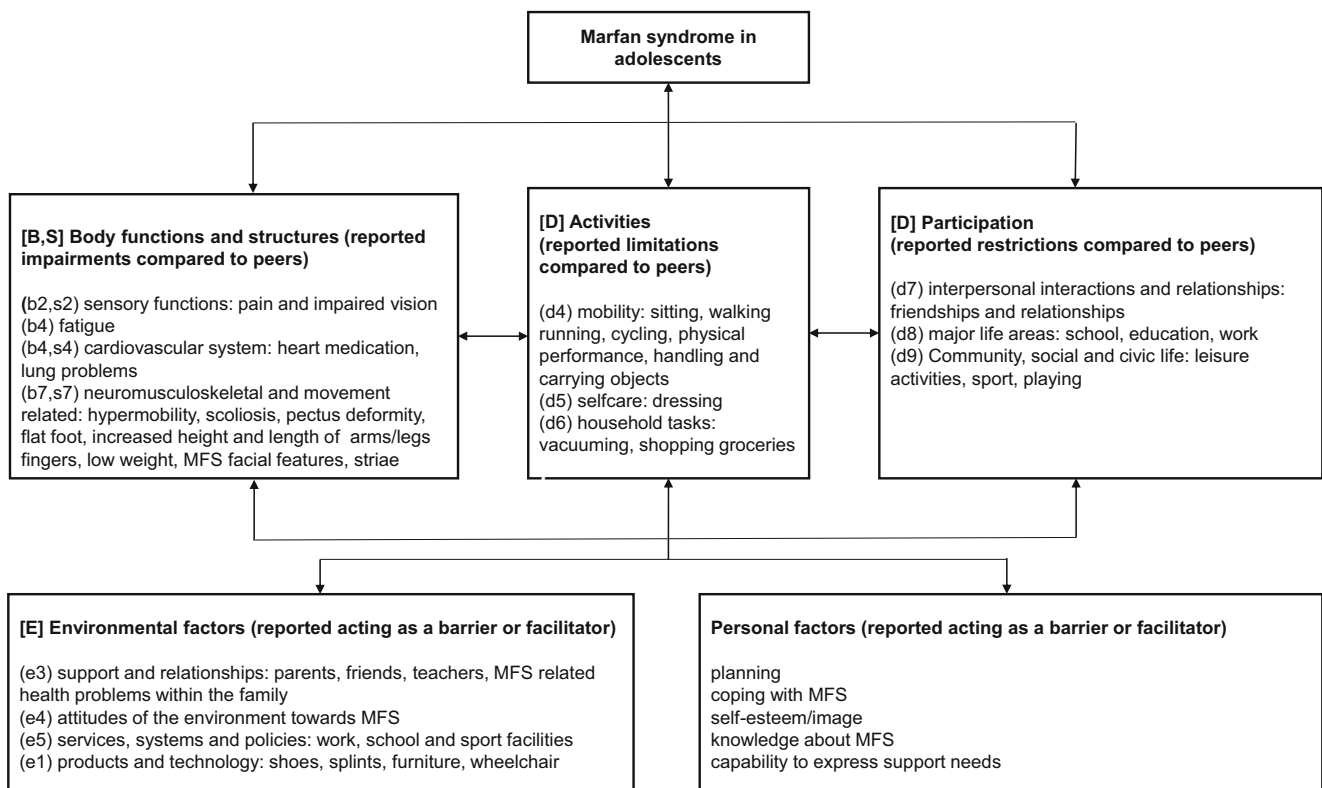 Marfan syndrome in
adolescents
[B,S] Body functions and structures (reported
impairments compared to peers)
(b2,s2) sensory functions: pain and impaired vision
(b4) fatigue
(b4,s4) cardiovascular system: heart medication,
lung problems
(b7,s7) neuromusculoskeletal and movement
related: hypermobility, scoliosis, pectus deformity,
flat foot, increased height and length of arms/legs
fingers, low weight, MFS facial features, striae
[D] Activities
(reported limitations
compared to peers)
(d4) mobility: sitting, walking
running, cycling, physical
performance, handling and
carrying objects
(d5) selfcare: dressing
(d6) household tasks:
vacuuming, shopping groceries
[D] Participation
(reported restrictions compared to peers)
(d7) interpersonal interactions and relationships:
friendships and relationships
(d8) major life areas: school, education, work
(d9) Community, social and civic life: leisure
activities, sport, playing
[E] Environmental factors (reported acting as a barrier or facilitator)
(e3) support and relationships: parents, friends, teachers, MFS related
health problems within the family
(e4) attitudes of the environment towards MFS
(e5) services, systems and policies: work, school and sport facilities
(e1) products and technology: shoes, splints, furniture, wheelchair
Personal factors (reported acting as a barrier or facilitator)
planning
coping with MFS
self-esteem/image
knowledge about MFS
capability to express support needs